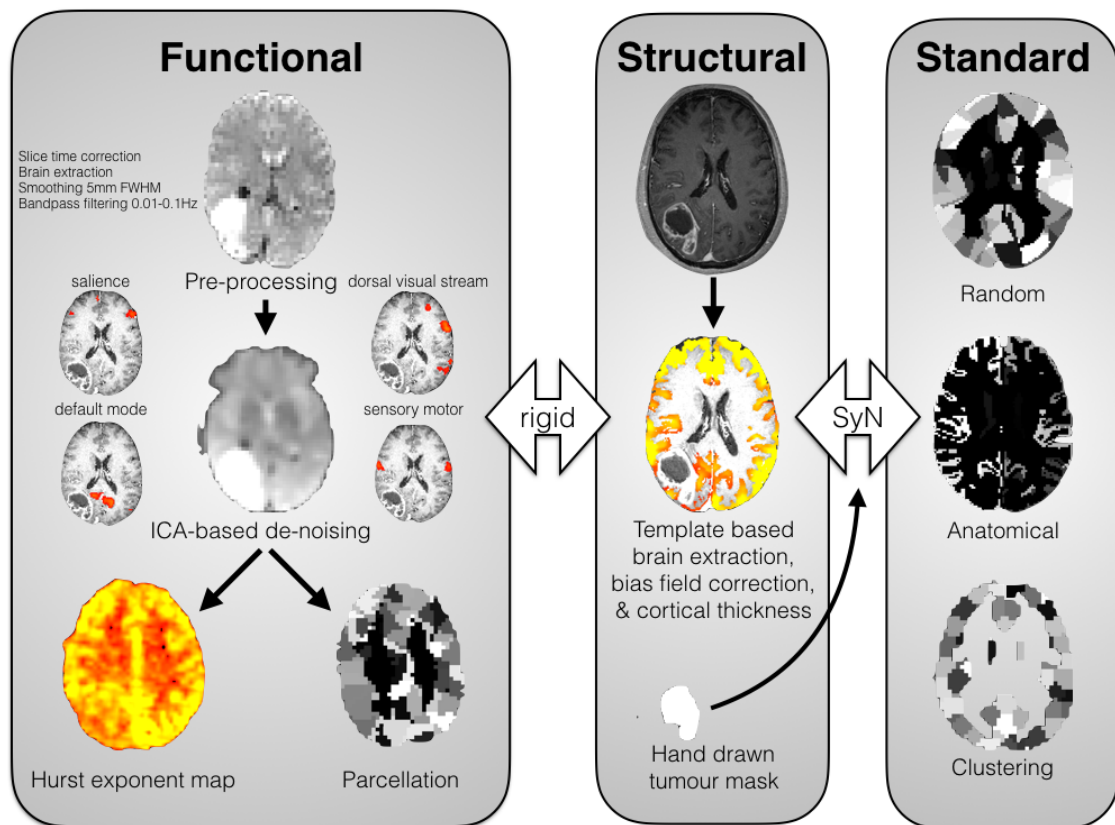 Functional
Slice time correction
Brain extraction
Smoothing 5mm FWHM
Bandpass filtering 0.01-0.1Hz
Pre-processing
salience
dorsal visual stream
default mode
sensory motor
ICA-based de-noising
Hurst exponent map
Parcellation
rigid
Structural
Template based
brain extraction,
bias field correction,
& cortical thickness
Hand drawn
tumour mask
SyN
Standard
Random
Anatomical
Clustering